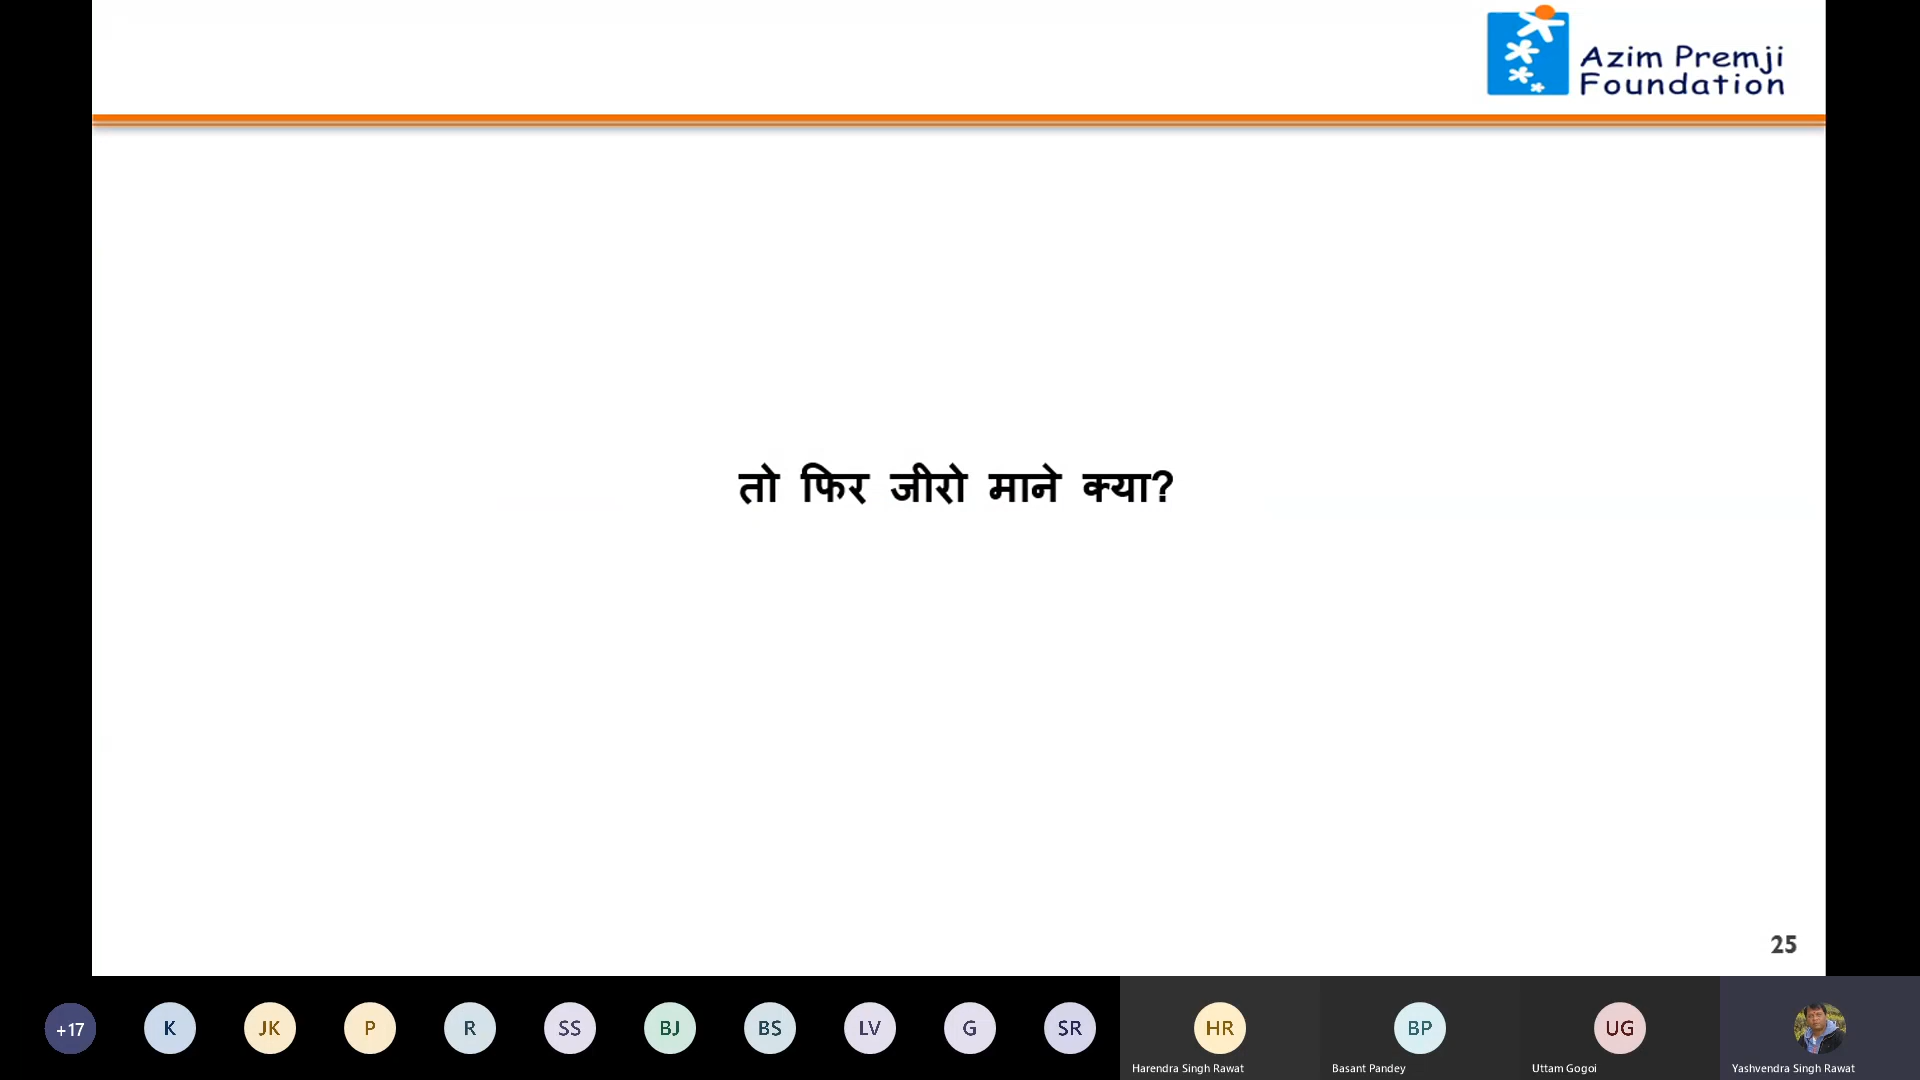 Azim Premji
Foundation
तो फिर जीरो माने क्या?
25
+17
K
JK
P
R
SS
BJ
BS
LV
G
SR
HR
BP
UG
Harendra Singh Rawat
Basant Pandey
Uttam Gogoi
Yashvendra Singh Rawat